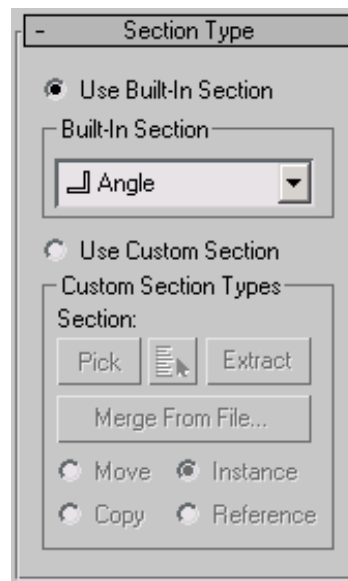 - Section Type
Use Built-In Section
Built-In Section
Angle
Use Custom Section
Custom Section Types
Section:
Pick Extract
Merge From File...
Move Instance
Copy Reference